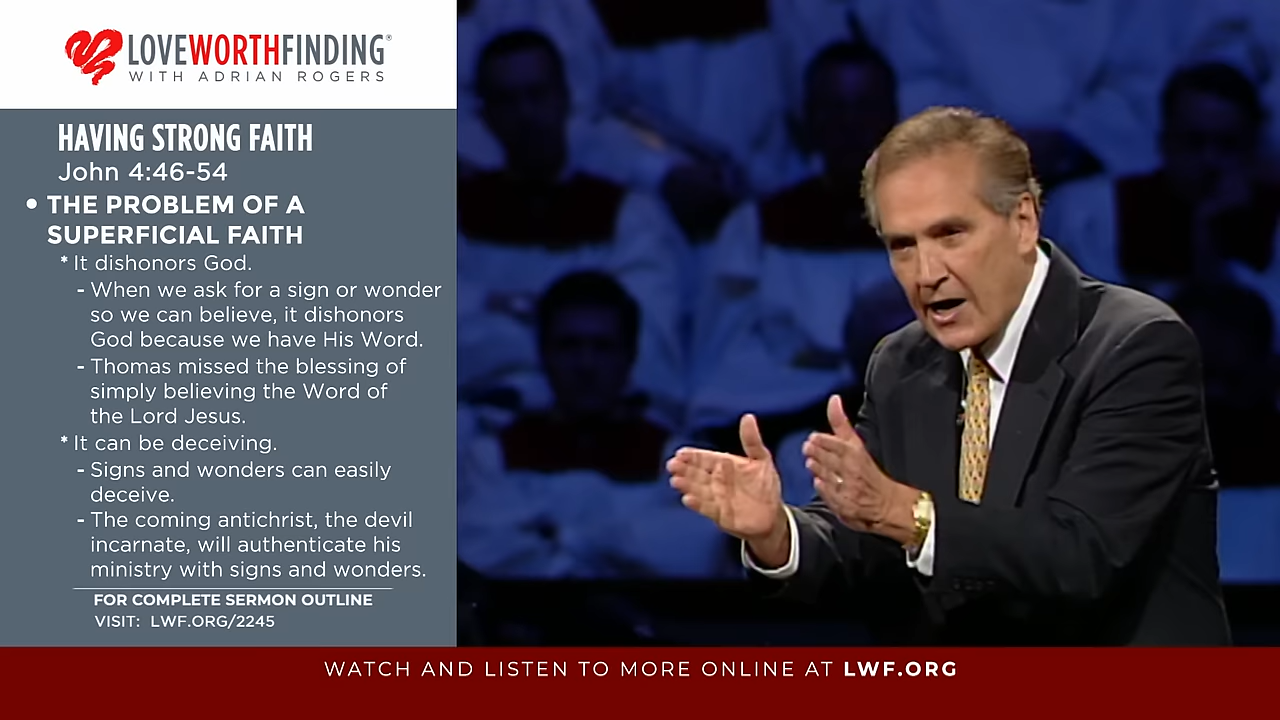 LOVEWORTHFINDING®
WITH ADRIAN ROGERS
HAVING STRONG FAITH
John 4:46-54
• THE PROBLEM OF A
SUPERFICIAL FAITH
* It dishonors God.
- When we ask for a sign or wonder
so we can believe, it dishonors
God because we have His Word.
- Thomas missed the blessing of
simply believing the Word of
the Lord Jesus.
* It can be deceiving.
- Signs and wonders can easily
deceive.
- The coming antichrist, the devil
incarnate, will authenticate his
ministry with signs and wonders.
FOR COMPLETE SERMON OUTLINE
VISIT: LWF.ORG/2245
WATCH AND LISTEN TO MORE ONLINE AT LWF.ORG